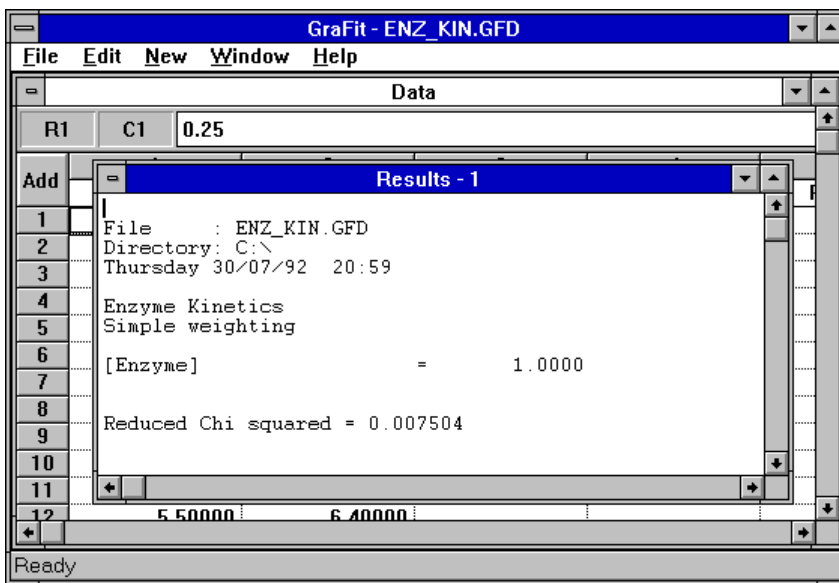 GraFit - ENZ_KIN.GFD
File Edit New Window Help
Data
R1 C1 0.25
Add
Results - 1
File : ENZ_KIN.GFD
Directory: C:\
Thursday 30/07/92 20:59
Enzyme Kinetics
Simple weighting
[Enzyme] = 1.0000
Reduced Chi squared = 0.007504
1
2
3
4
5
6
7
8
9
10
11
12 5.50000 6.40000
Ready